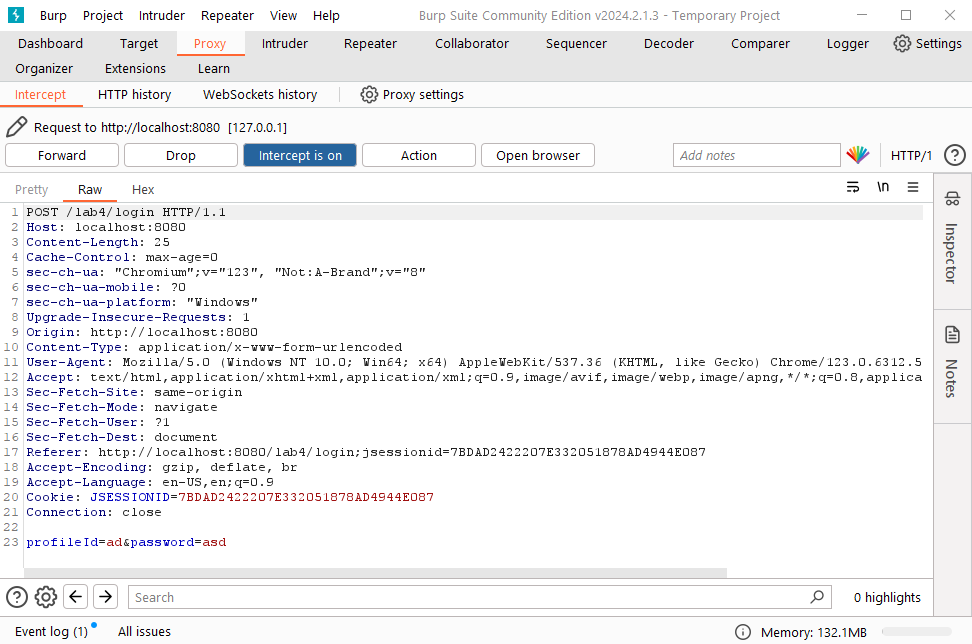 Burp Project Intruder Repeater View Help Burp Suite Community Edition v2024.2.1.3 - Temporary Project
Dashboard Target Proxy Intruder Repeater Collaborator Sequencer Decoder Comparer Logger Settings
Organizer Extensions Learn
Intercept HTTP history WebSockets history Proxy settings
Request to http://localhost:8080 [127.0.0.1]
Forward Drop Intercept is on Action Open browser Add notes HTTP/1 ?
Pretty Raw Hex \n
1 POST /lab4/login HTTP/1.1
2 Host: localhost:8080
3 Content-Length: 25
4 Cache-Control: max-age=0
5 sec-ch-ua: "Chromium";v="123", "Not:A-Brand";v="8"
6 sec-ch-ua-mobile: ?0
7 sec-ch-ua-platform: "Windows"
8 Upgrade-Insecure-Requests: 1
9 Origin: http://localhost:8080
10 Content-Type: application/x-www-form-urlencoded
11 User-Agent: Mozilla/5.0 (Windows NT 10.0; Win64; x64) AppleWebKit/537.36 (KHTML, like Gecko) Chrome/123.0.6312.5
12 Accept: text/html,application/xhtml+xml,application/xml;q=0.9,image/avif,image/webp,image/apng,*/*;q=0.8,applica
13 Sec-Fetch-Site: same-origin
14 Sec-Fetch-Mode: navigate
15 Sec-Fetch-User: ?1
16 Sec-Fetch-Dest: document
17 Referer: http://localhost:8080/lab4/login;jsessionid=7BDAD2422207E332051878AD4944E087
18 Accept-Encoding: gzip, deflate, br
19 Accept-Language: en-US,en;q=0.9
20 Cookie: JSESSIONID=7BDAD2422207E332051878AD4944E087
21 Connection: close
22
23 profileId=ad&password=asd
Inspector
Notes
? Search 0 highlights
Event log (1) All issues Memory: 132.1MB